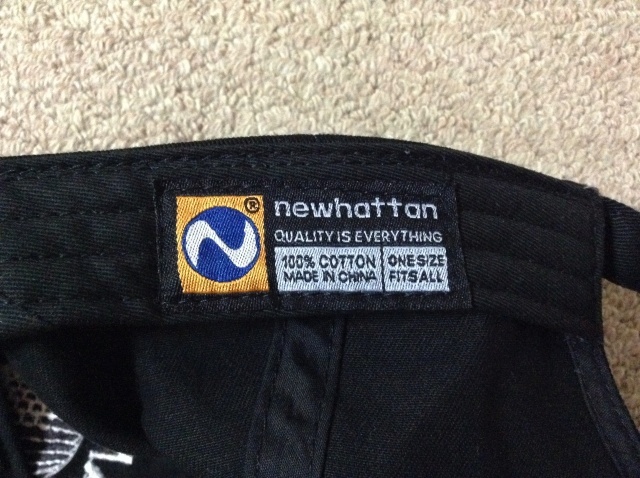 ®
newhattan
QUALITY IS EVERYTHING
100% COTTON
MADE IN CHINA
ONE SIZE
FITS ALL